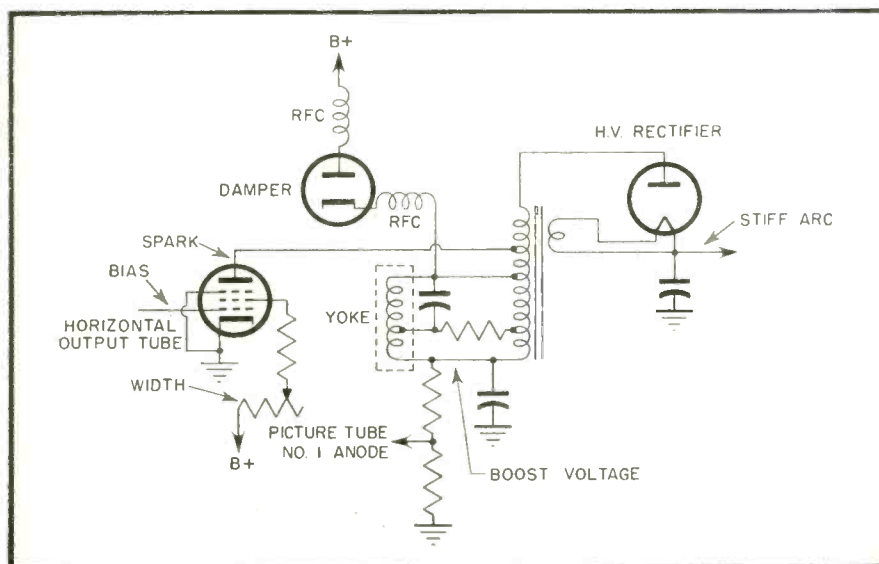 B+
RFC
H.V. RECTIFIER
DAMPER
RFC
STIFF ARC
SPARK
BIAS
HORIZONTAL
OUTPUT TUBE
YOKE
WIDTH
B+
PICTURE TUBE
NO. 1 ANODE
BOOST VOLTAGE